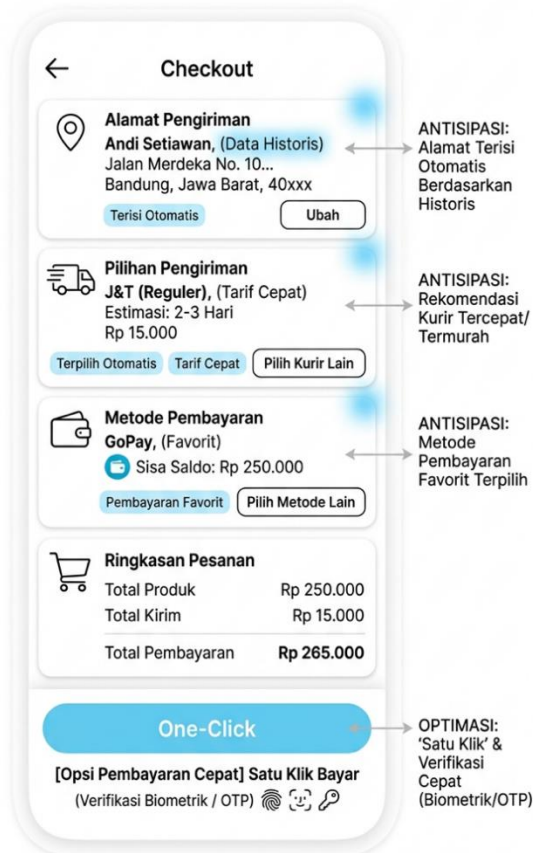 Checkout
Alamat Pengiriman
Andi Setiawan, (Data Historis)
Jalan Merdeka No. 10...
Bandung, Jawa Barat, 40xxx
Terisi Otomatis
Ubah
ANTISIPASI:
Alamat Terisi
Otomatis
Berdasarkan
Historis
Pilihan Pengiriman
J&T (Reguler), (Tarif Cepat)
Estimasi: 2-3 Hari
Rp 15.000
Terpilih Otomatis
Tarif Cepat
Pilih Kurir Lain
ANTISIPASI:
Rekomendasi
Kurir Tercepat/
Termurah
Metode Pembayaran
GoPay, (Favorit)
Sisa Saldo: Rp 250.000
Pembayaran Favorit
Pilih Metode Lain
ANTISIPASI:
Metode
Pembayaran
Favorit Terpilih
Ringkasan Pesanan
Total Produk Rp 250.000
Total Kirim Rp 15.000
Total Pembayaran Rp 265.000
One-Click
[Opsi Pembayaran Cepat] Satu Klik Bayar
(Verifikasi Biometrik / OTP)
OPTIMASI:
'Satu Klik' &
Verifikasi
Cepat
(Biometrik/OTP)